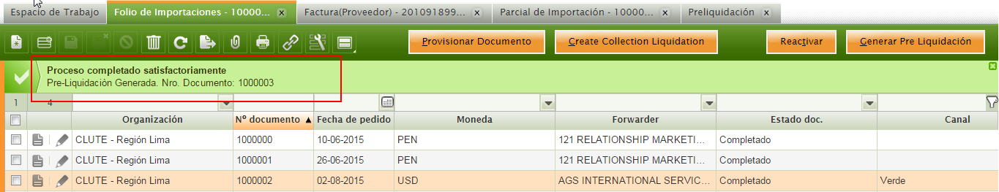 Espacio de Trabajo
Folio de Importaciones - 10000...
Factura(Proveedor) - 201091899...
Parcial de Importación - 10000...
Preliquidación
Provisionar Documento
Create Collection Liquidation
Reactivar
Generar Pre Liquidación
Proceso completado satisfactoriamente
Pre-Liquidaciòn Generada. Nro. Documento: 1000003
1 4
Organización Nº documento Fecha de pedido Moneda Forwarder Estado doc. Canal
CLUTE - Región Lima 1000000 10-06-2015 PEN 121 RELATIONSHIP MARKETI... Completado
CLUTE - Región Lima 1000001 26-06-2015 PEN 121 RELATIONSHIP MARKETI... Completado
CLUTE - Región Lima 1000002 02-08-2015 USD AGS INTERNATIONAL SERVIC... Completado Verde